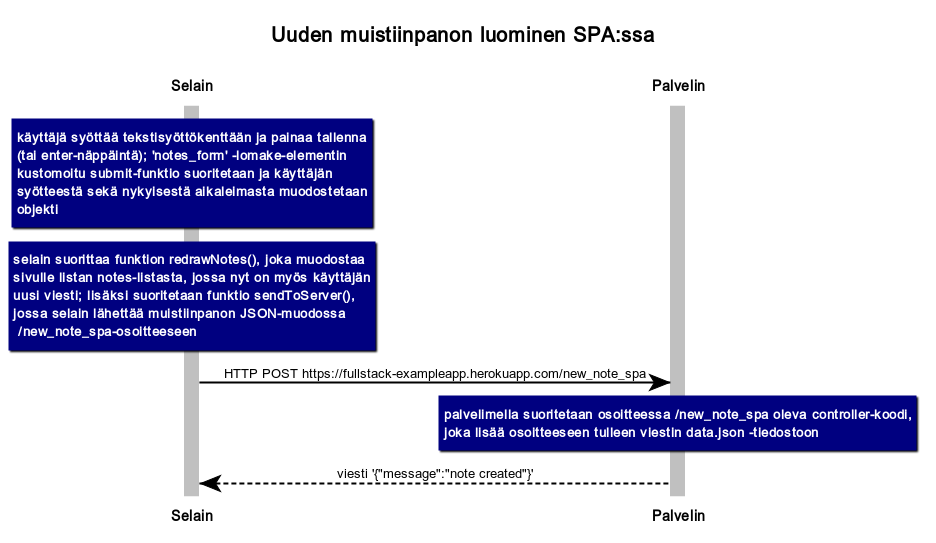 Uuden muistiinpanon luominen SPA:ssa
Selain
Palvelin
käyttäjä syöttää tekstisyöttökenttään ja painaa tallenna
(tai enter-näppäintä); 'notes_form' -lomake-elementin
kustomoitu submit-funktio suoritetaan ja käyttäjän
syötteestä sekä nykyisestä aikaleimasta muodostetaan
objekti
selain suorittaa funktion redrawNotes(), joka muodostaa
sivulle listan notes-listasta, jossa nyt on myös käyttäjän
uusi viesti; lisäksi suoritetaan funktio sendToServer(),
jossa selain lähettää muistiinpanon JSON-muodossa
/new_note_spa-osoitteeseen
HTTP POST https://fullstack-exampleapp.herokuapp.com/new_note_spa
palvelimella suoritetaan osoitteessa /new_note_spa oleva controller-koodi,
joka lisää osoitteeseen tulleen viestin data.json -tiedostoon
viesti '{"message":"note created"}'
Selain
Palvelin